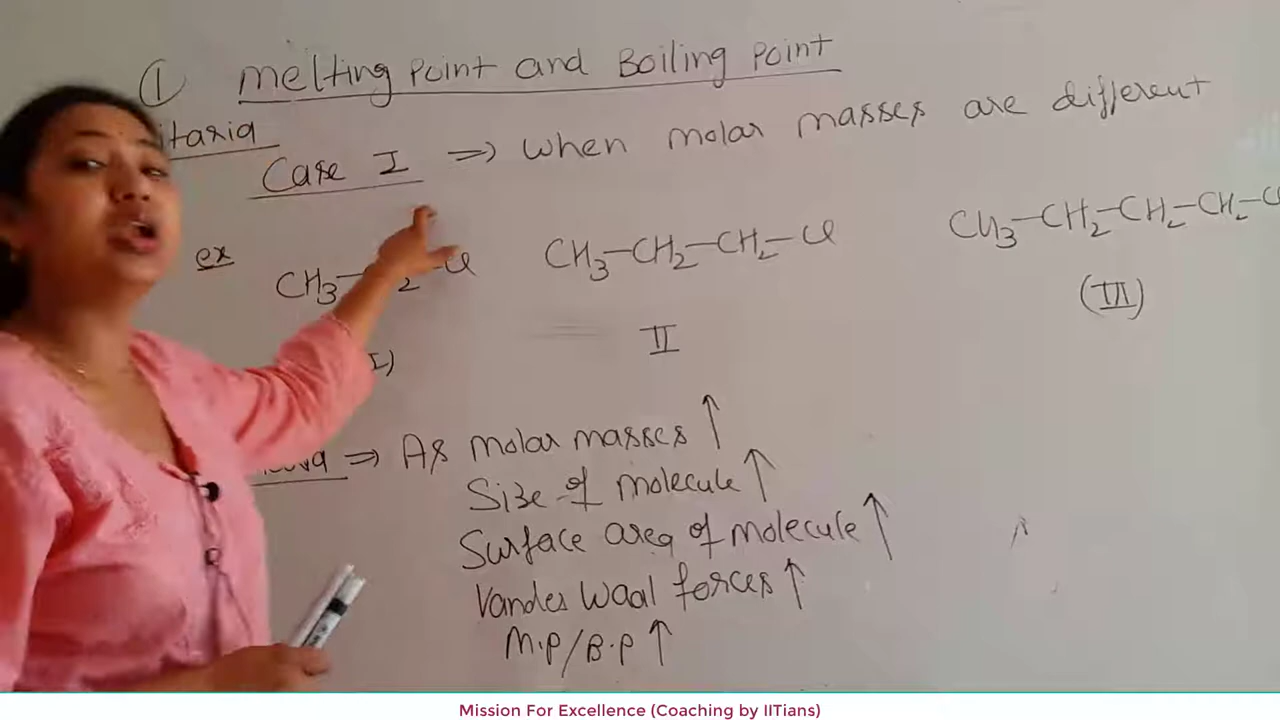 ① Melting Point and Boiling Point
itaria
Case I ⇒ When molar masses are different
ex
CH3- 2-Cl CH3-CH2-CH2-Cl CH3-CH2-CH2-CH2-C
I) II (III)
⇒ As molar masses ↑
Size of molecule ↑
Surface area of molecule ↑
Vandes Waal forces ↑
M.P/B.P ↑
Mission For Excellence (Coaching by IITians)